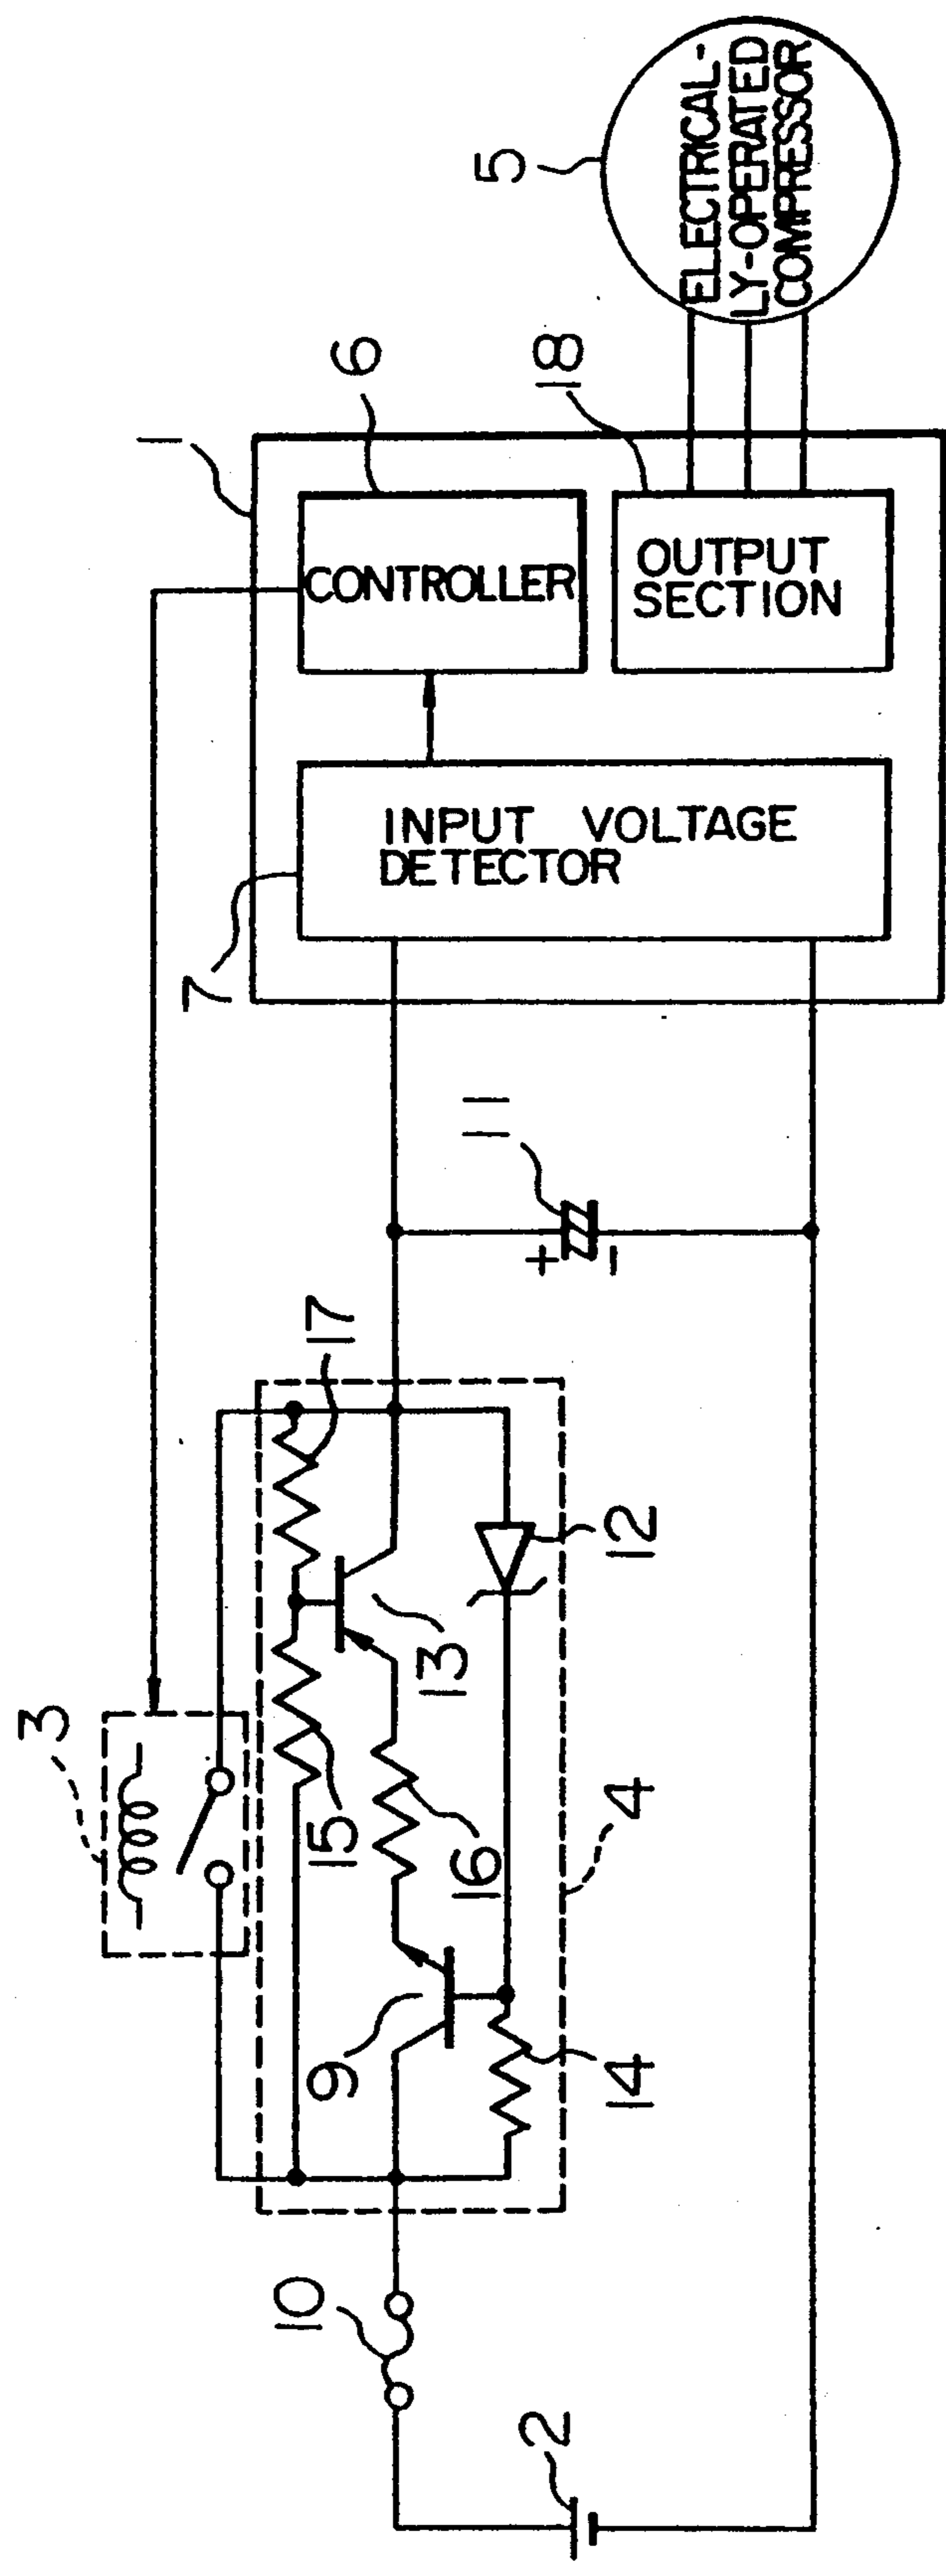 3
1
6
CONTROLLER
5
ELECTRICAL-
LY-OPERATED
COMPRESSOR
18
OUTPUT
SECTION
7
INPUT VOLTAGE
DETECTOR
11
+
-
17
15
13
16
9
12
14
4
10
2